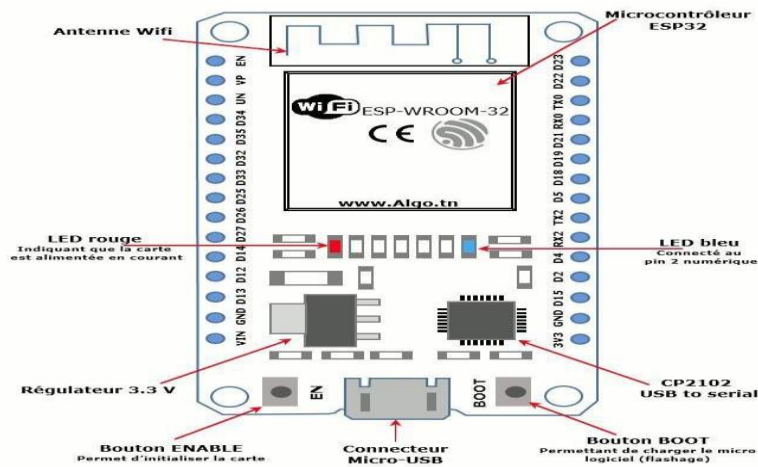 Antenne Wifi
Microcontrôleur
ESP32
EN
VP
UN
D34
D35
D32
D33
D25
D26
D27
D14
D12
D13
GND
VIN
D23
D22
TX0
RX0
D21
D19
D18
D5
TX2
RX2
D4
D2
D15
GND
3V3
WiFi ESP-WROOM-32
CE
www.Algo.tn
LED rouge
Indiquant que la carte
est alimentée en courant
LED bleu
Connecté au
pin 2 numérique
Régulateur 3.3 V
CP2102
USB to serial
EN
BOOT
Bouton ENABLE
Permet d'initialiser la carte
Connecteur
Micro-USB
Bouton BOOT
Permettant de charger le micro
logiciel (flashage)